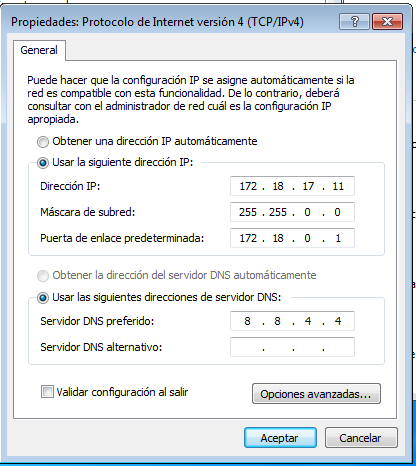 Propiedades: Protocolo de Internet versión 4 (TCP/IPv4)
General
Puede hacer que la configuración IP se asigne automáticamente si la
red es compatible con esta funcionalidad. De lo contrario, deberá
consultar con el administrador de red cuál es la configuración IP
apropiada.
Obtener una dirección IP automáticamente
Usar la siguiente dirección IP:
Dirección IP: 172 . 18 . 17 . 11
Máscara de subred: 255 . 255 . 0 . 0
Puerta de enlace predeterminada: 172 . 18 . 0 . 1
Obtener la dirección del servidor DNS automáticamente
Usar las siguientes direcciones de servidor DNS:
Servidor DNS preferido: 8 . 8 . 4 . 4
Servidor DNS alternativo: . . .
Validar configuración al salir
Opciones avanzadas...
Aceptar Cancelar